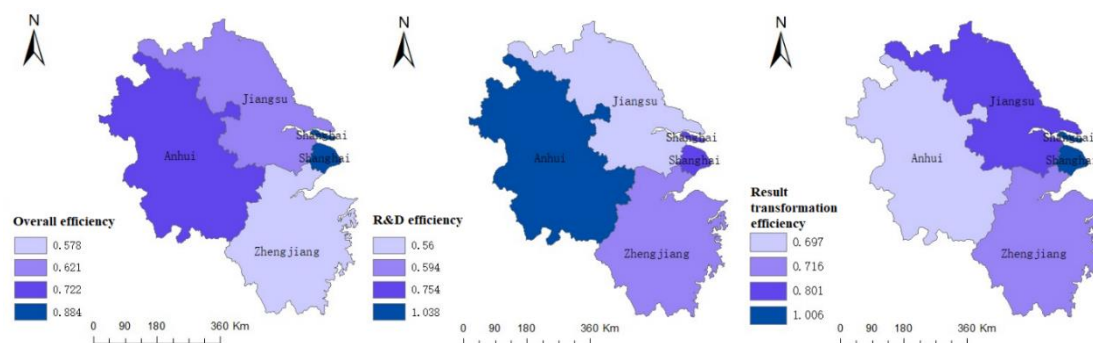 N
Jiangsu
Shanghai
Shanghai
Anhui
Zhengjiang
Overall efficiency
0.578
0.621
0.722
0.884
0 90 180 360 Km
N
Jiangsu
Shanghai
Shanghai
Anhui
Zhengjiang
R&D efficiency
0.56
0.594
0.754
1.038
0 90 180 360 Km
N
Jiangsu
Shanghai
Shanghai
Anhui
Zhengjiang
Result
transformation
efficiency
0.697
0.716
0.801
1.006
0 90 180 360 Km